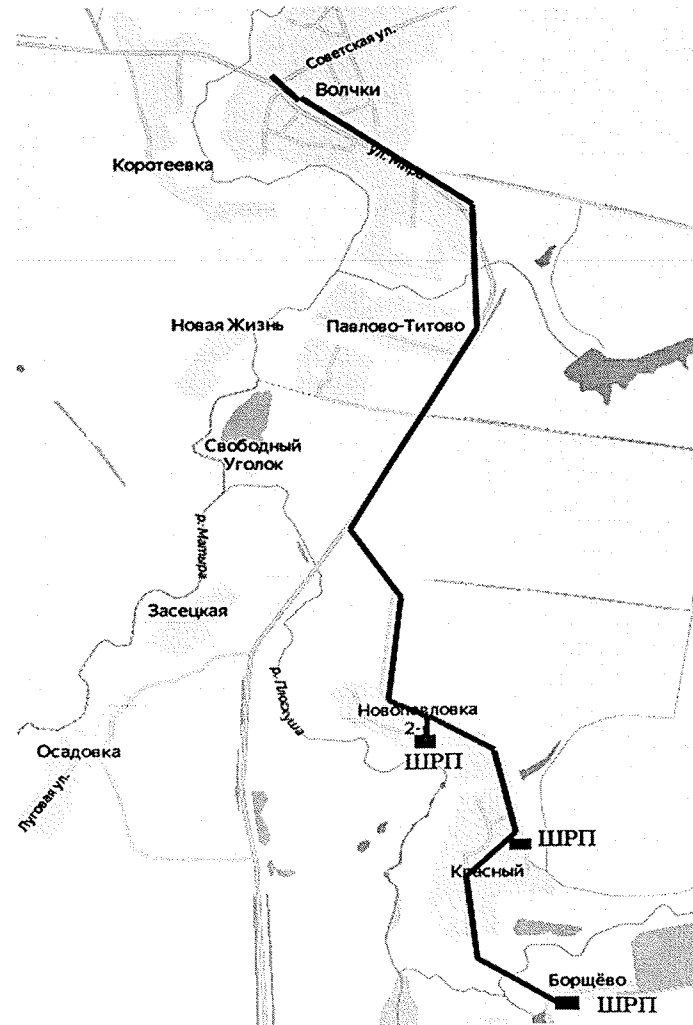 Советская ул.
Волчки
ул. Мира
Коротеевка
Новая Жизнь
Павлово-Титово
Свободный
Уголок
р. Матыра
Засецкая
р. Плоскуша
Новопавловка
2-
ШРП
Осадовка
Луговая ул.
ШРП
Красный
Борщёво
ШРП